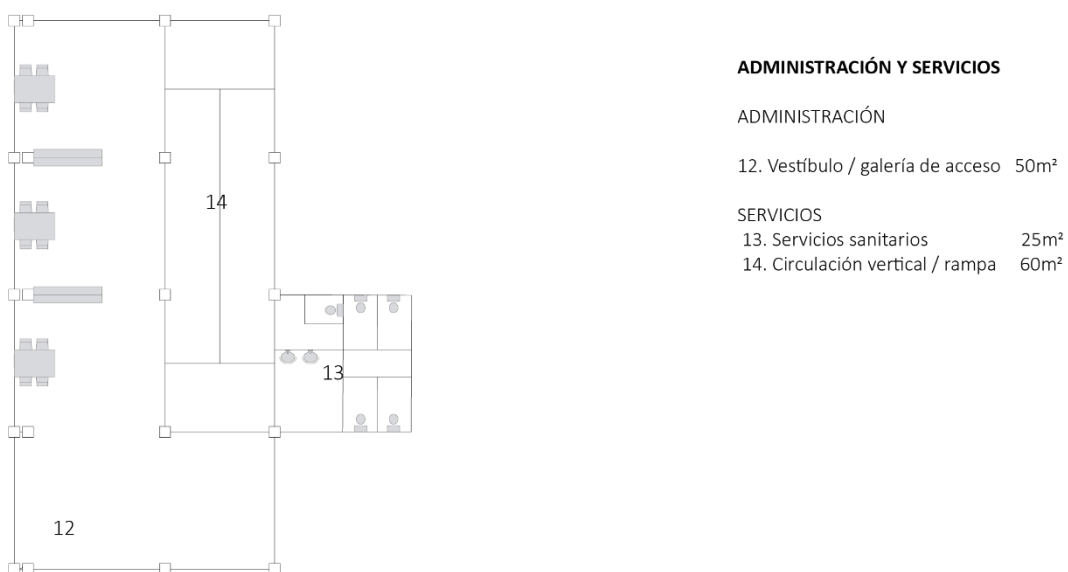 ADMINISTRACIÓN Y SERVICIOS
ADMINISTRACIÓN
12. Vestíbulo / galería de acceso 50m²
SERVICIOS
13. Servicios sanitarios 25m²
14. Circulación vertical / rampa 60m²
14
13
12